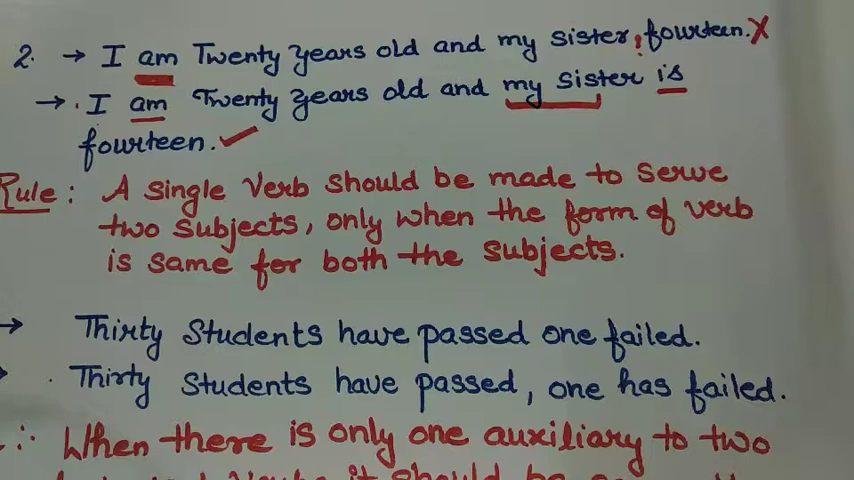 2. → I am Twenty years old and my sister, fourteen. X
→ . I am Twenty years old and my sister is
fourteen. ✓
Rule: A single verb should be made to serve
two subjects, only when the form of verb
is same for both the subjects.
→ Thirty Students have passed one failed.
. Thirty Students have passed, one has failed.
∴ When there is only one auxiliary to two
it should be